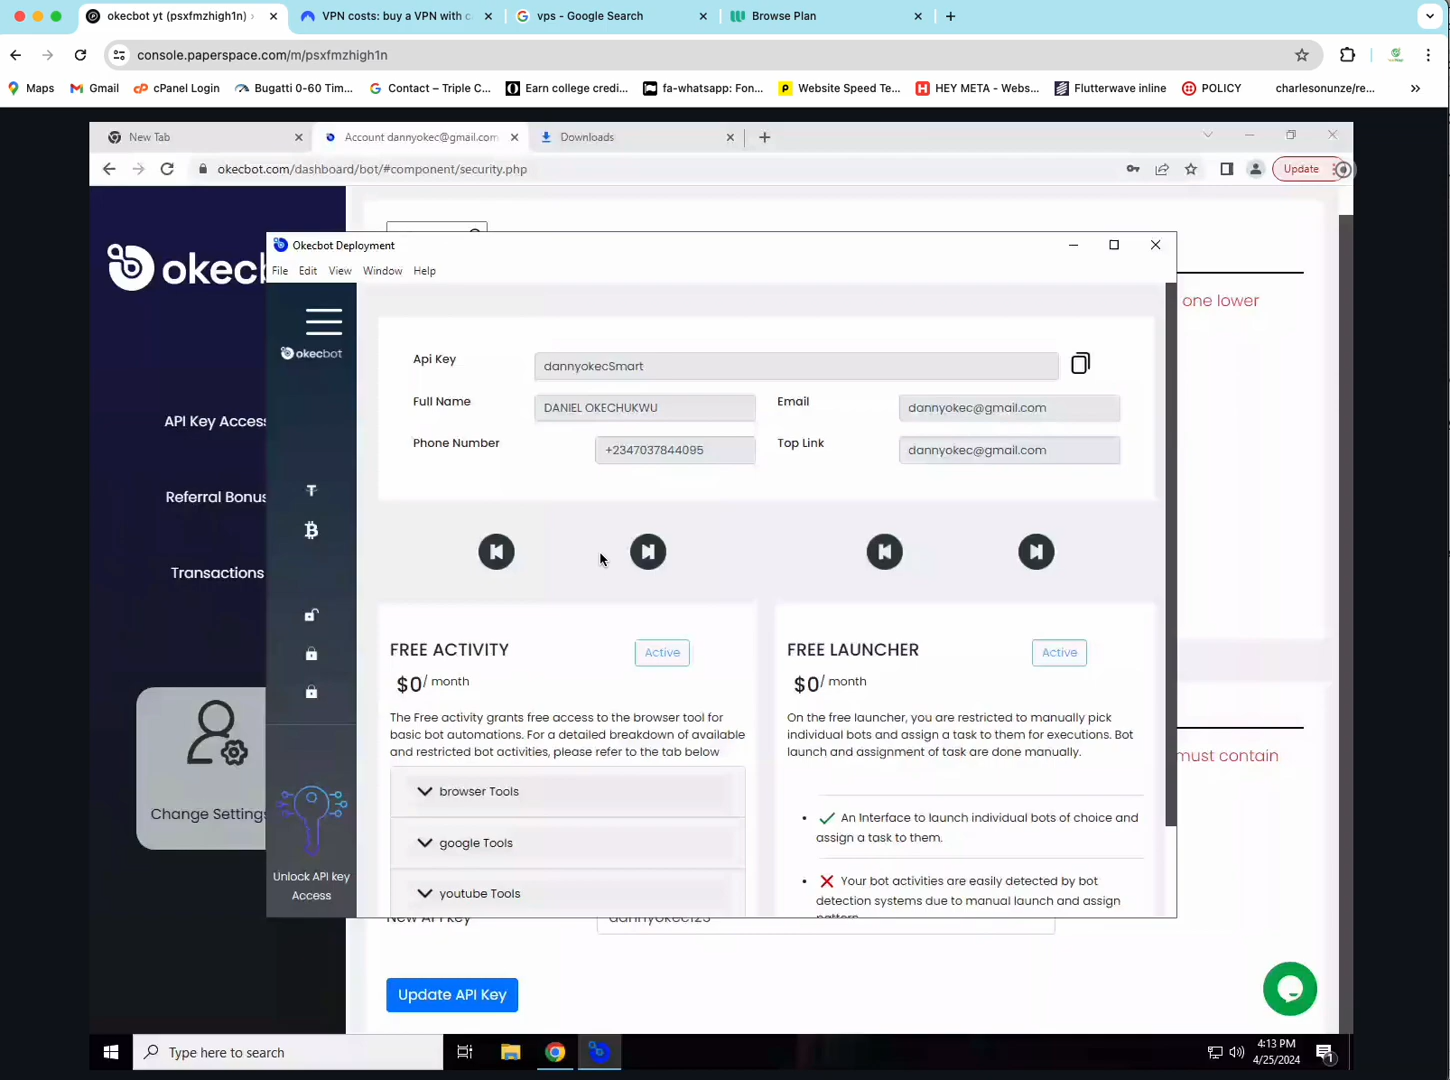 okecbot yt (psxfmzhigh1n)
VPN costs: buy a VPN with c
vps - Google Search
Browse Plan
console.paperspace.com/m/psxfmzhigh1n
Maps
Gmail
cPanel Login
Bugatti 0-60 Tim...
Contact – Triple C...
Earn college credi...
fa-whatsapp: Fon...
Website Speed Te...
HEY META - Webs...
Flutterwave inline
POLICY
charlesonunze/re...
New Tab
Account dannyokec@gmail.com
Downloads
okecbot.com/dashboard/bot/#component/security.php
Update
okecb
Okecbot Deployment
File Edit View Window Help
one lower
okecbot
Api Key
dannyokecSmart
Full Name
DANIEL OKECHUKWU
Email
dannyokec@gmail.com
Phone Number
+2347037844095
Top Link
dannyokec@gmail.com
API Key Access
Referral Bonus
Transactions
Change Settings
Unlock API key
Access
FREE ACTIVITY
Active
$0/ month
The Free activity grants free access to the browser tool for
basic bot automations. For a detailed breakdown of available
and restricted bot activities, please refer to the tab below
browser Tools
google Tools
youtube Tools
FREE LAUNCHER
Active
$0/ month
On the free launcher, you are restricted to manually pick
individual bots and assign a task to them for executions. Bot
launch and assignment of task are done manually.
An Interface to launch individual bots of choice and
assign a task to them.
Your bot activities are easily detected by bot
detection systems due to manual launch and assign
pattern
must contain
New API Key
dannyokec123
Update API Key
Type here to search
4:13 PM
4/25/2024
1